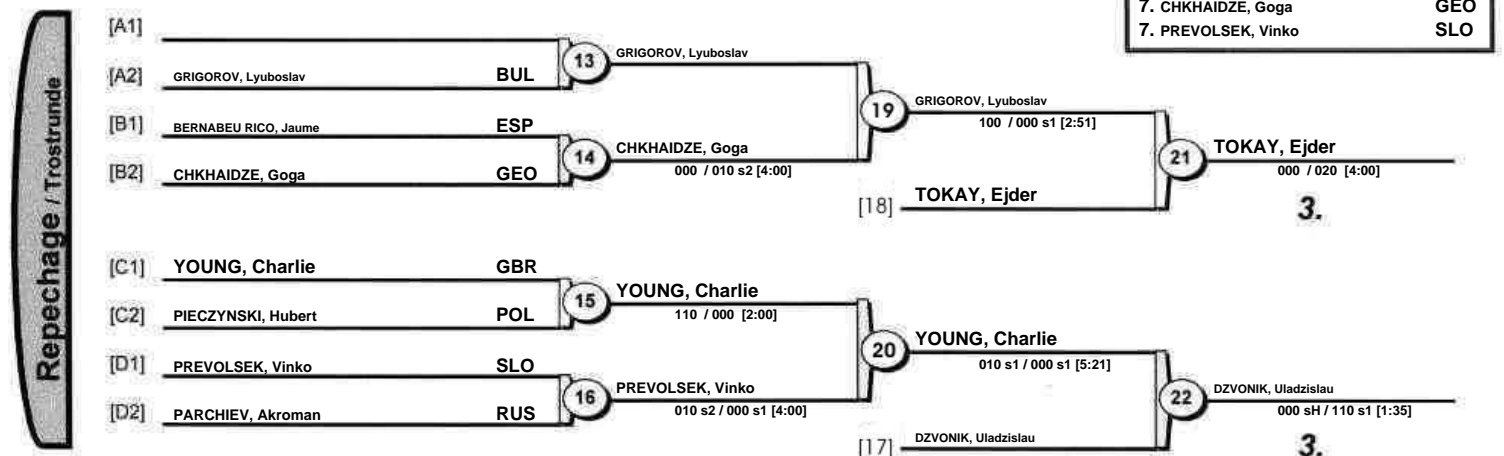 7. CHKHAIDZE, Goga GEO
7. PREVOLSEK, Vinko SLO
Repechage / Trostrunde
[A1]
[A2] GRIGOROV, Lyuboslav BUL
13 GRIGOROV, Lyuboslav
[B1] BERNABEU RICO, Jaume ESP
[B2] CHKHAIDZE, Goga GEO
14 CHKHAIDZE, Goga
000 / 010 s2 [4:00]
19 GRIGOROV, Lyuboslav
100 / 000 s1 [2:51]
[18] TOKAY, Ejder
21 TOKAY, Ejder
000 / 020 [4:00]
3.
[C1] YOUNG, Charlie GBR
[C2] PIECZYNSKI, Hubert POL
15 YOUNG, Charlie
110 / 000 [2:00]
[D1] PREVOLSEK, Vinko SLO
[D2] PARCHIEV, Akroman RUS
16 PREVOLSEK, Vinko
010 s2 / 000 s1 [4:00]
20 YOUNG, Charlie
010 s1 / 000 s1 [5:21]
[17] DZVONIK, Uladzislau
22 DZVONIK, Uladzislau
000 sH / 110 s1 [1:35]
3.